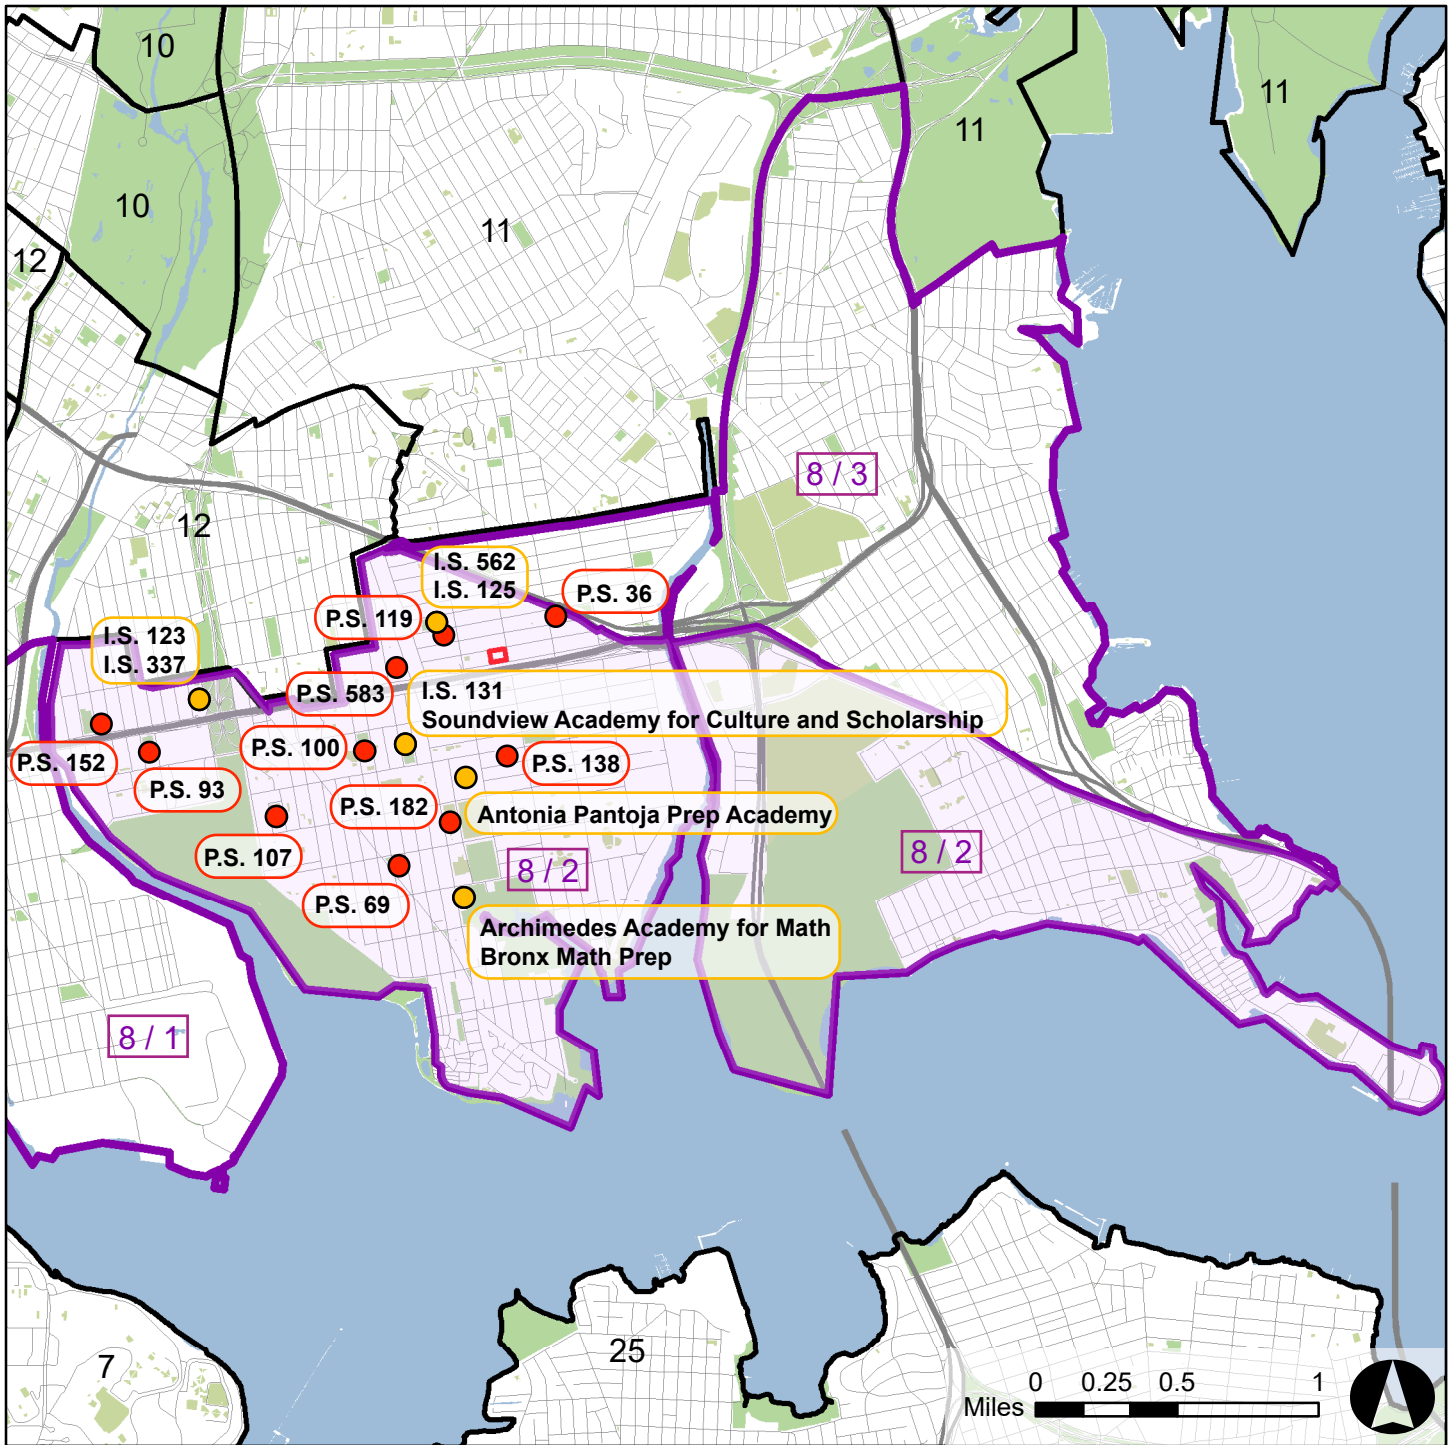 10
11
11
10
11
12
8 / 3
12
I.S. 562
I.S. 125
P.S. 36
P.S. 119
I.S. 123
I.S. 337
P.S. 583
I.S. 131
Soundview Academy for Culture and Scholarship
P.S. 152
P.S. 100
P.S. 138
P.S. 93
P.S. 182
Antonia Pantoja Prep Academy
P.S. 107
8 / 2
8 / 2
P.S. 69
Archimedes Academy for Math
Bronx Math Prep
8 / 1
25
7
0 0.25 0.5 1
Miles